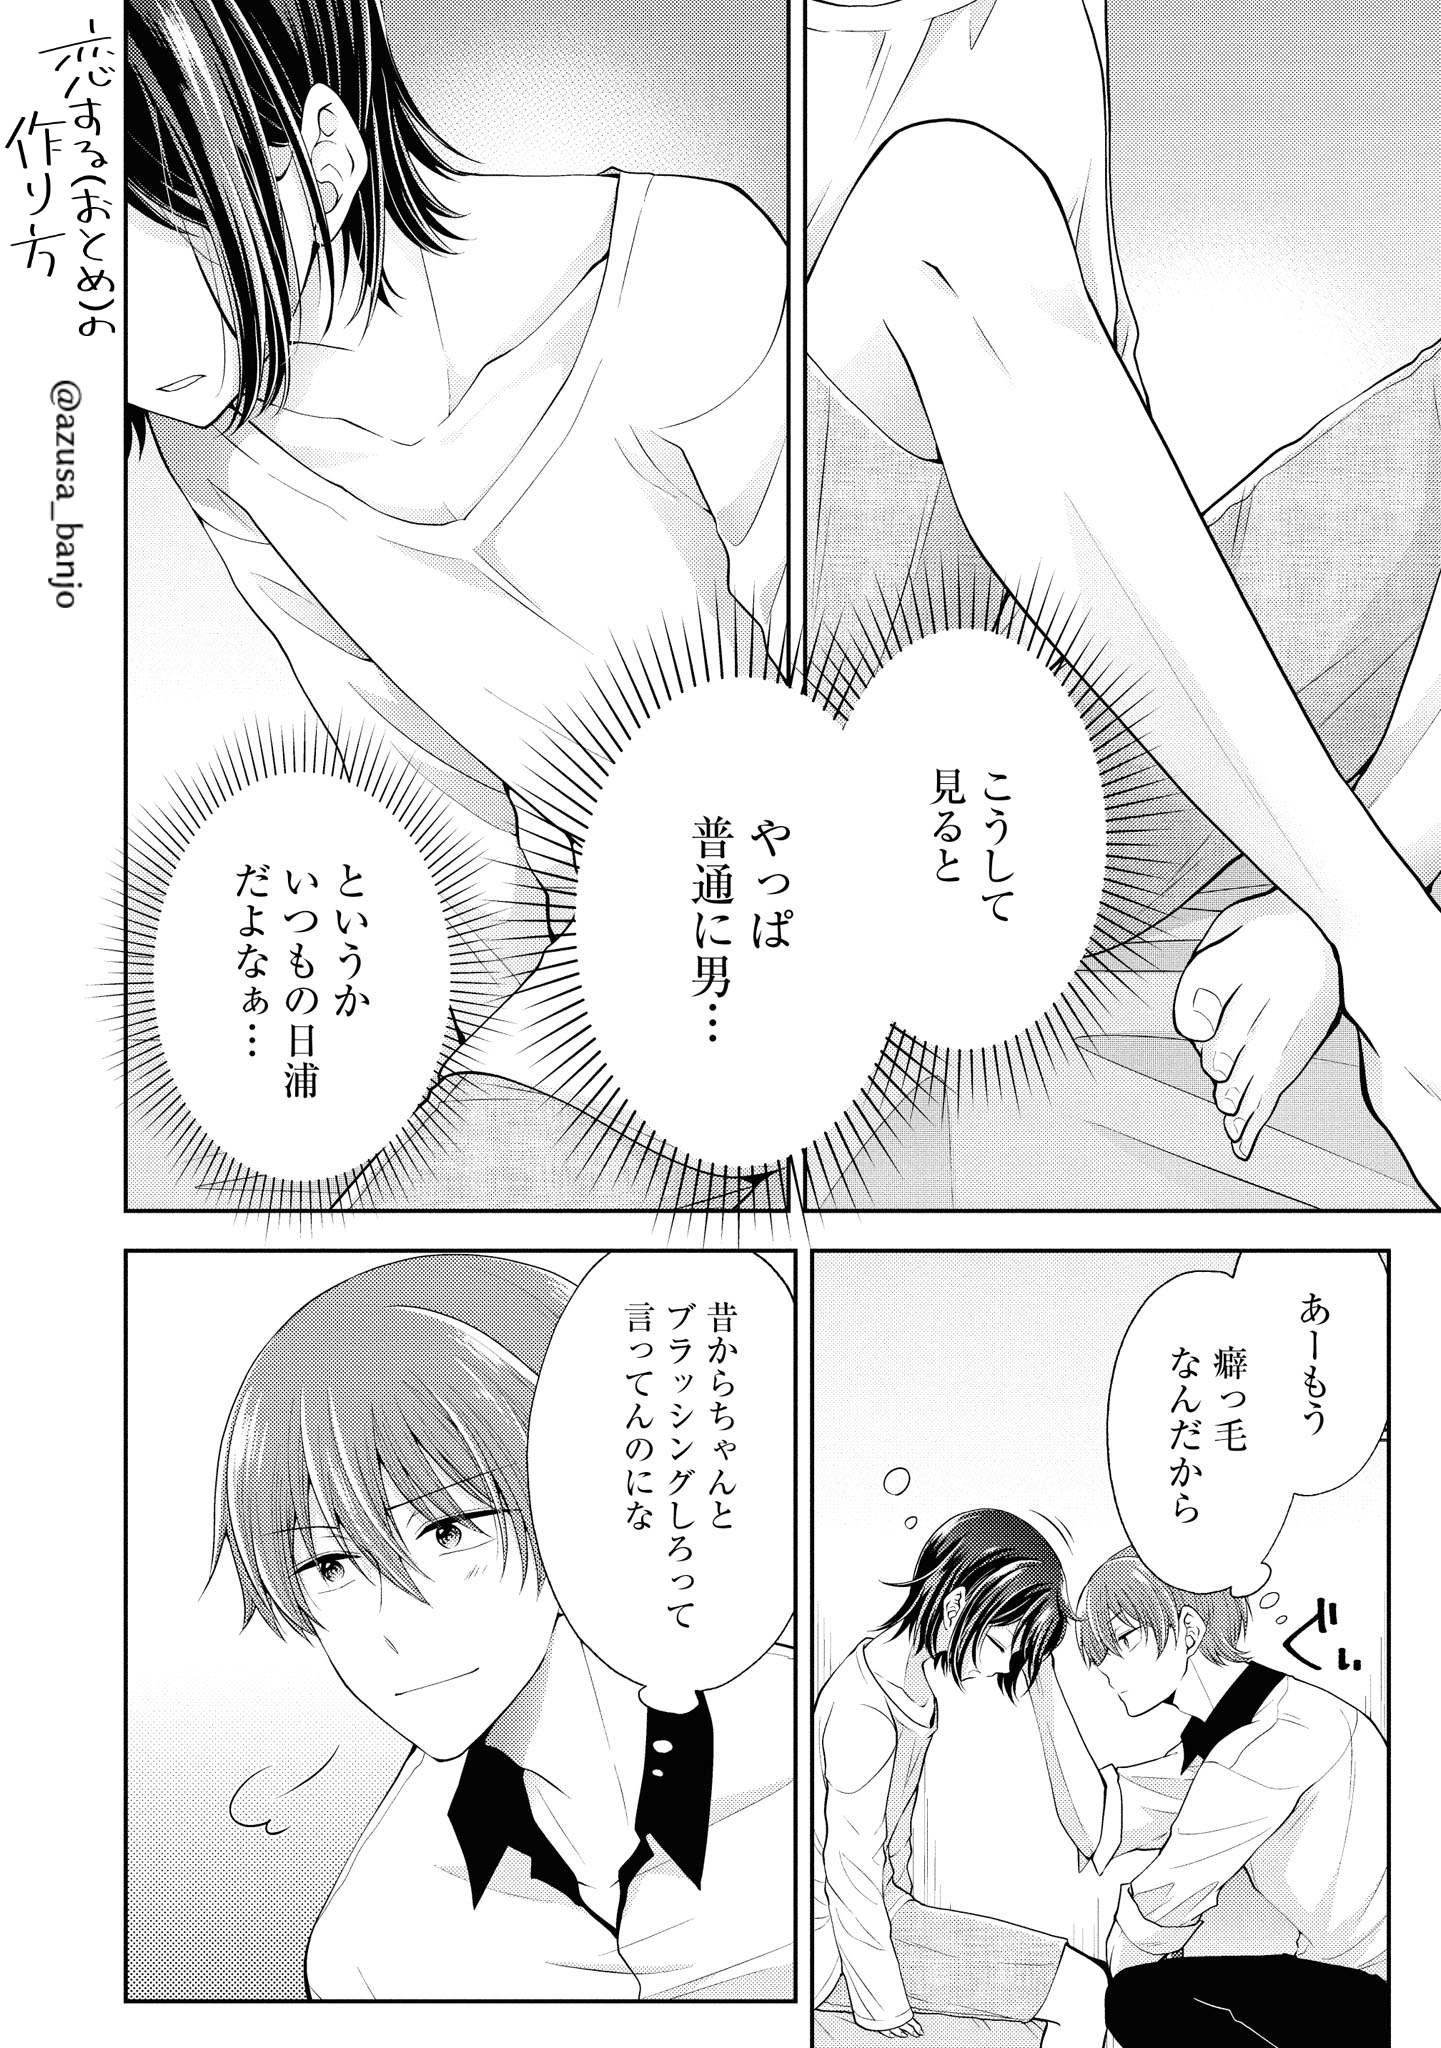 恋する(おとめ)の
作り方
@azusa_banjo
こうして
見ると
やっぱ
普通に男…
というか
いつもの日浦
だよなぁ…
あーもう
癖っ毛
なんだから
ぐい
昔からちゃんと
ブラッシングしろって
言ってんのにな